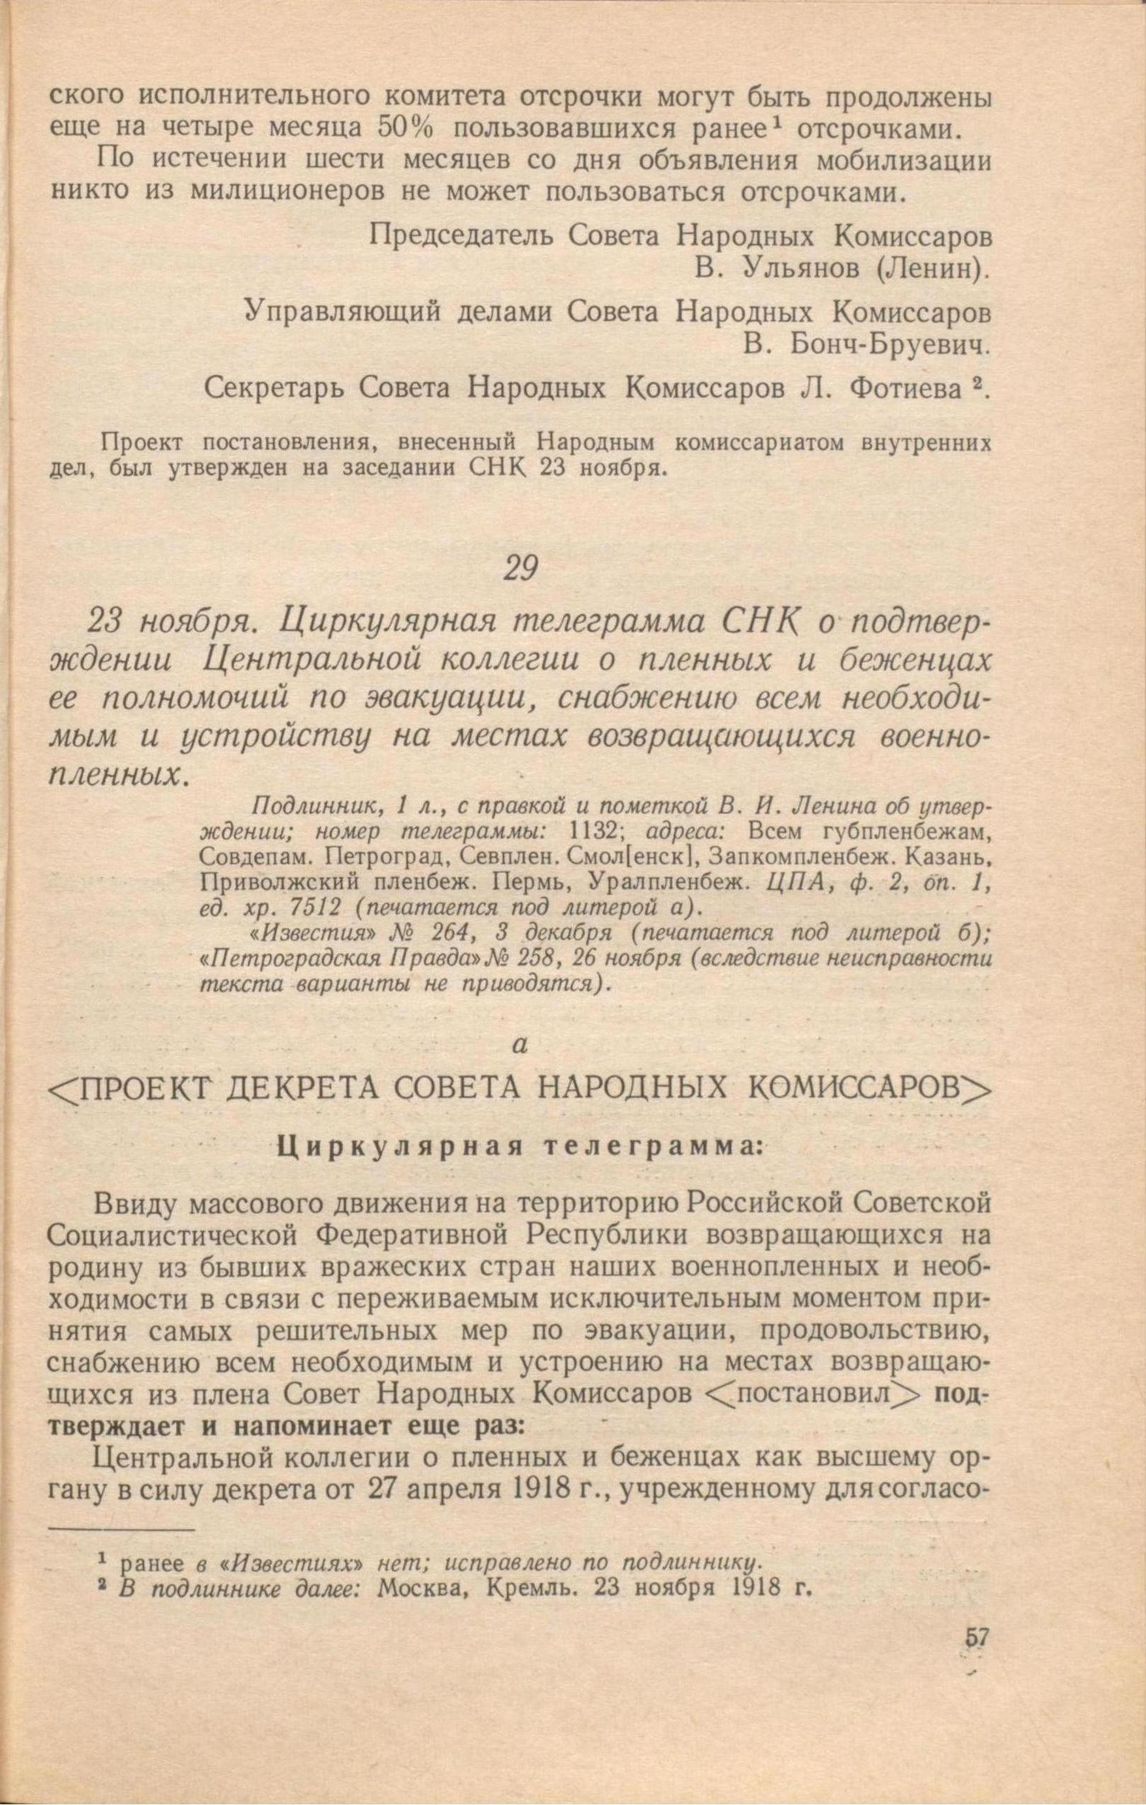 ского исполнительного комитета отсрочки могут быть продолжены
еще на четыре месяца 50% пользовавшихся ранее¹ отсрочками.
По истечении шести месяцев со дня объявления мобилизации
никто из милиционеров не может пользоваться отсрочками.
Председатель Совета Народных Комиссаров
В. Ульянов (Ленин).
Управляющий делами Совета Народных Комиссаров
В. Бонч-Бруевич.
Секретарь Совета Народных Комиссаров Л. Фотиева ².
Проект постановления, внесенный Народным комиссариатом внутренних
дел, был утвержден на заседании СНК 23 ноября.
29
23 ноября. Циркулярная телеграмма СНК о подтвер-
ждении Центральной коллегии о пленных и беженцах
ее полномочий по эвакуации, снабжению всем необходи-
мым и устройству на местах возвращающихся военно-
пленных.
Подлинник, 1 л., с правкой и пометкой В. И. Ленина об утвер-
ждении; номер телеграммы: 1132; адреса: Всем губпленбежам,
Совдепам. Петроград, Севплен. Смол[енск], Запкомпленбеж. Казань,
Приволжский пленбеж. Пермь, Уралпленбеж. ЦПА, ф. 2, оп. 1,
ед. хр. 7512 (печатается под литерой а).
«Известия» № 264, 3 декабря (печатается под литерой б);
«Петроградская Правда» № 258, 26 ноября (вследствие неисправности
текста варианты не приводятся).
а
<ПРОЕКТ ДЕКРЕТА СОВЕТА НАРОДНЫХ КОМИССАРОВ>
Циркулярная телеграмма:
Ввиду массового движения на территорию Российской Советской
Социалистической Федеративной Республики возвращающихся на
родину из бывших вражеских стран наших военнопленных и необ-
ходимости в связи с переживаемым исключительным моментом при-
нятия самых решительных мер по эвакуации, продовольствию,
снабжению всем необходимым и устроению на местах возвращаю-
щихся из плена Совет Народных Комиссаров <постановил> под-
тверждает и напоминает еще раз:
Центральной коллегии о пленных и беженцах как высшему ор-
гану в силу декрета от 27 апреля 1918 г., учрежденному для согласо-
¹ ранее в «Известиях» нет; исправлено по подлиннику.
² В подлиннике далее: Москва, Кремль. 23 ноября 1918 г.
57